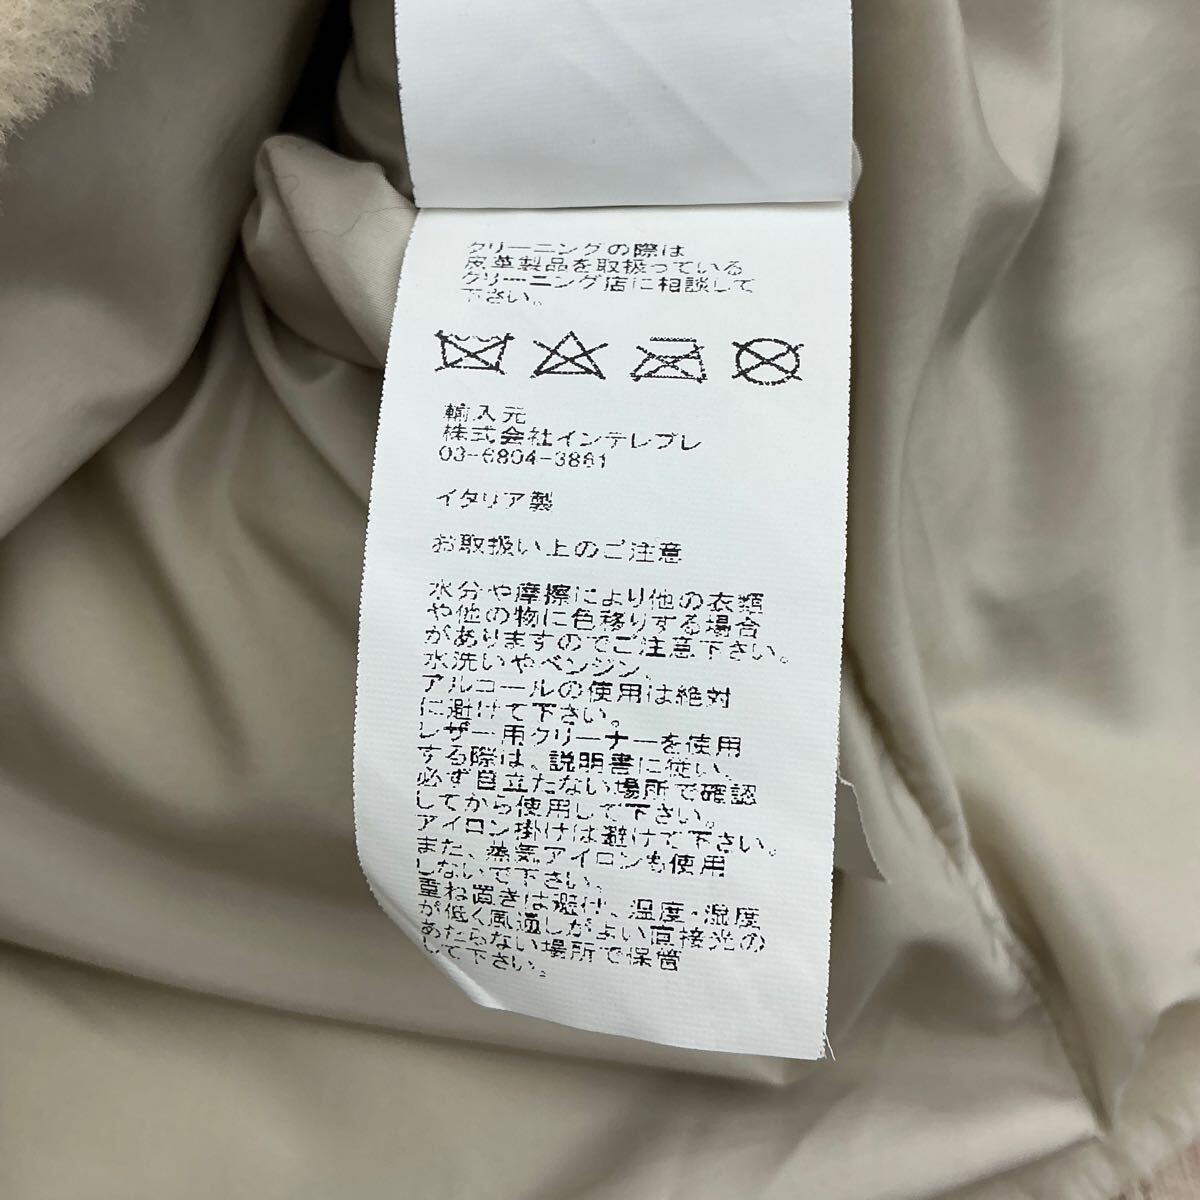 クリーニングの際は
皮革製品を取扱っている
クリーニング店に相談して
下さい。
輸入元
株式会社インテレプレ
03-6804-3861
イタリア製
お取扱い上のご注意
水分や摩擦により他の衣類
や他の物に色移りする場合
がありますのでご注意下さい。
水洗いやベンジン、
アルコールの使用は絶対
に避けて下さい。
レザー用クリーナーを使用
する際は、説明書に従い、
必ず目立たない場所で確認
してから使用して下さい。
アイロン掛けは避けて下さい。
また、蒸気アイロンも使用
しないで下さい。
重ね置きは避け、温度・湿度
が低く風通しがよい直接光の
あたらない場所で保管
して下さい。